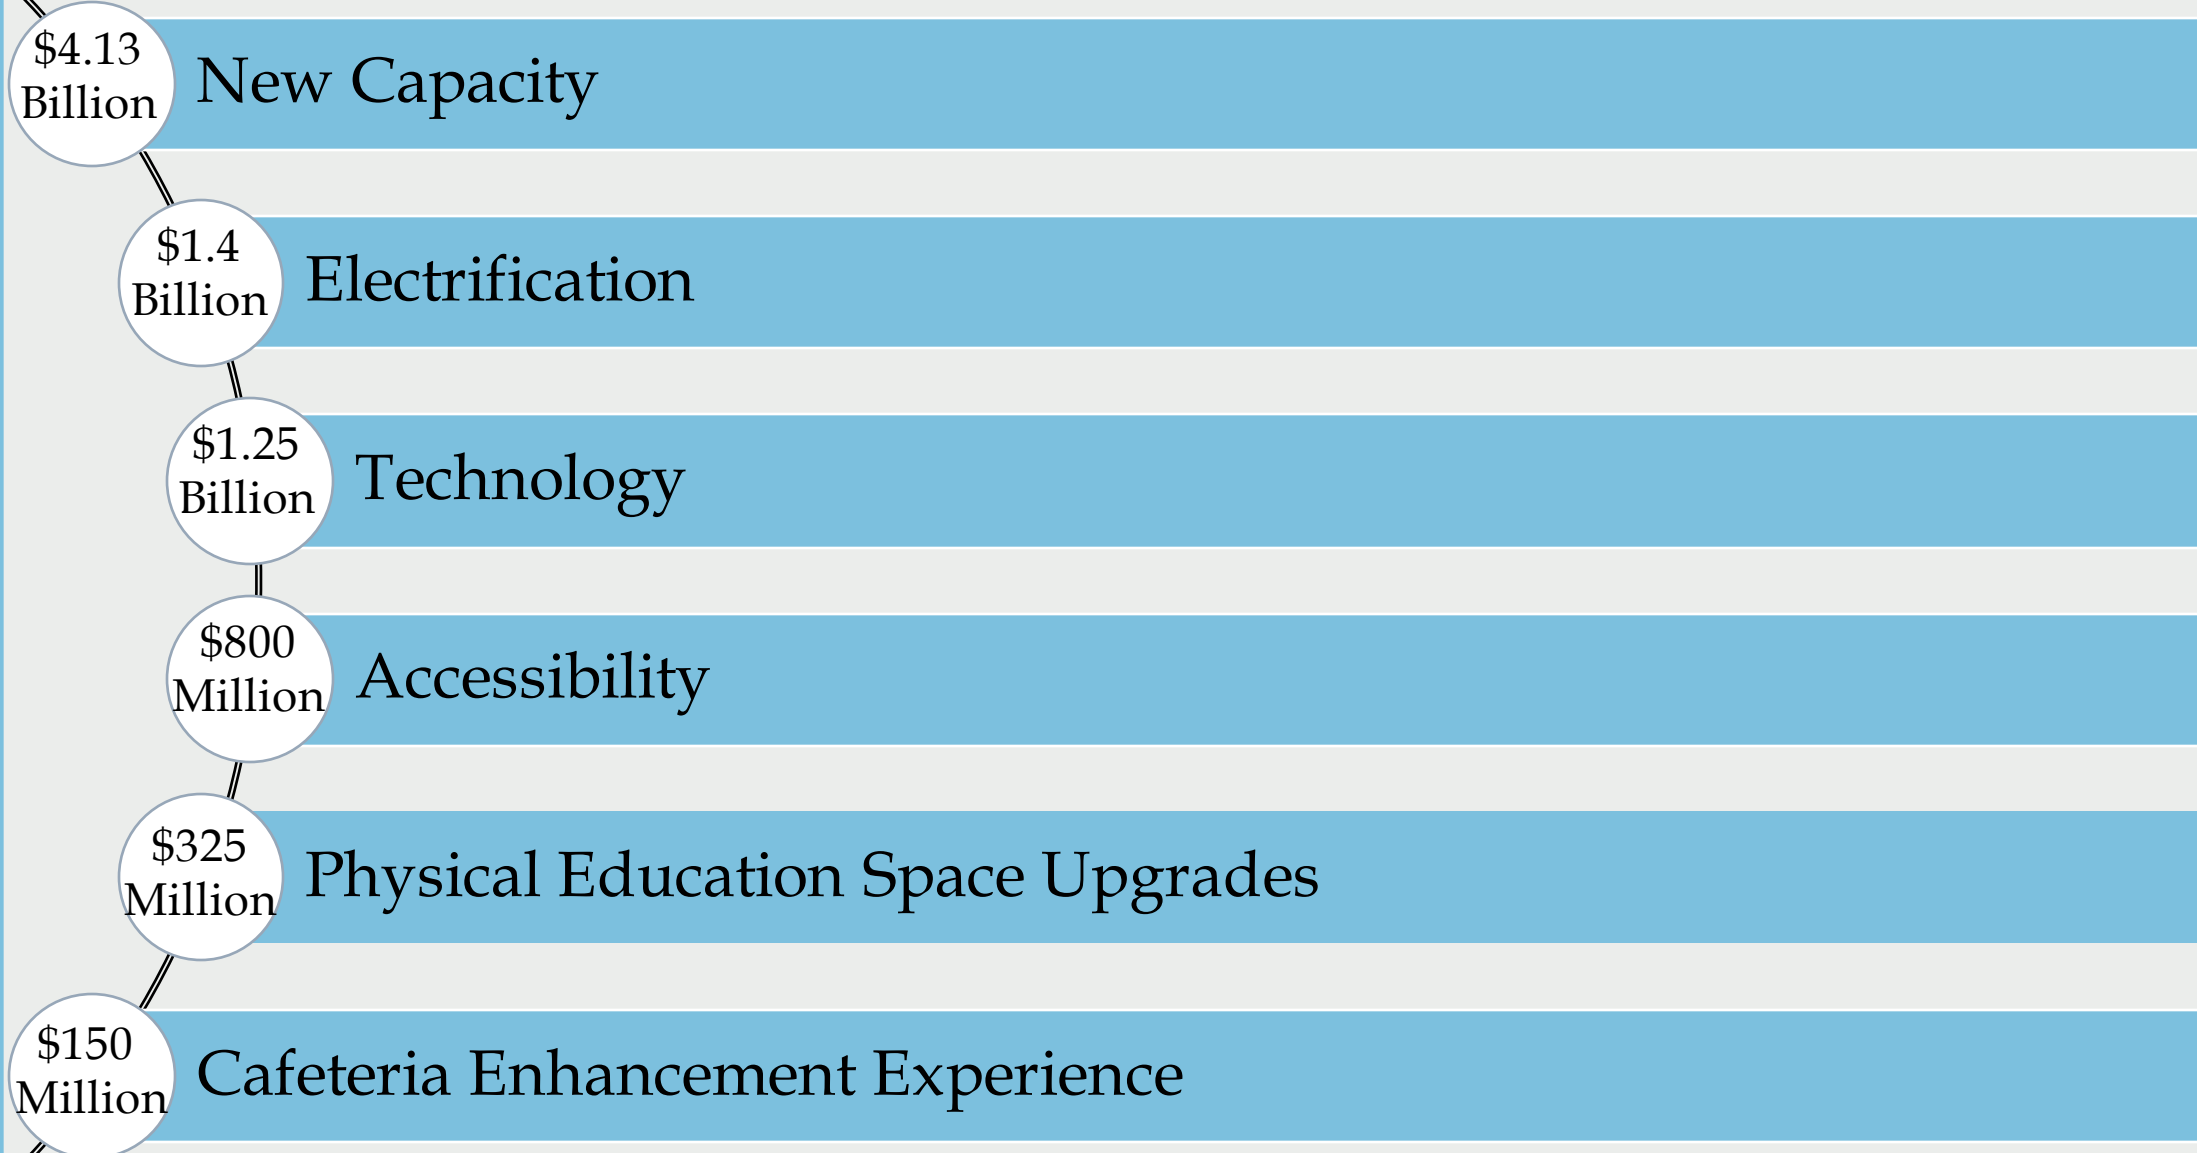 $4.13
Billion
New Capacity
$1.4
Billion
Electrification
$1.25
Billion
Technology
$800
Million
Accessibility
$325
Million
Physical Education Space Upgrades
$150
Million
Cafeteria Enhancement Experience